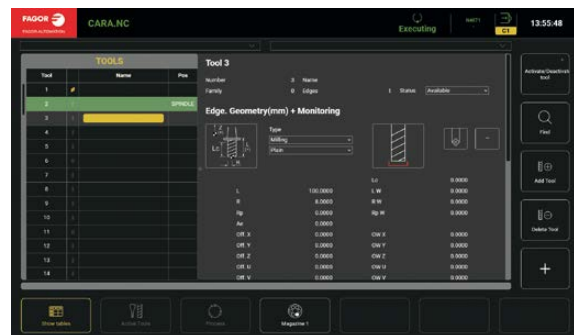 FAGOR
FAGOR AUTOMATION
CARA.NC
Executing
C1
13:55:48
TOOLS
Tool Name Pos
1
2 SPINDLE
3
4
5
6
7
8
9
10
11
12
13
14
Tool 3
Number 3 Name
Family 0 Edges 1 Status Available
Edge. Geometry(mm) + Monitoring
Type
Milling
Plain
Lc 0.0000
L 100.0000 L W 0.0000
R 8.0000 R W 0.0000
Rp 0.0000 Rp W 0.0000
Av 0.0000
Off. X 0.0000 OW X 0.0000
Off. Y 0.0000 OW Y 0.0000
Off. Z 0.0000 OW Z 0.0000
Off. U 0.0000 OW U 0.0000
Off. V 0.0000 OW V 0.0000
Activate/Deactivate tool
Find
Add Tool
Delete Tool
+
Show tables
Active Tools
Process
Magazine 1